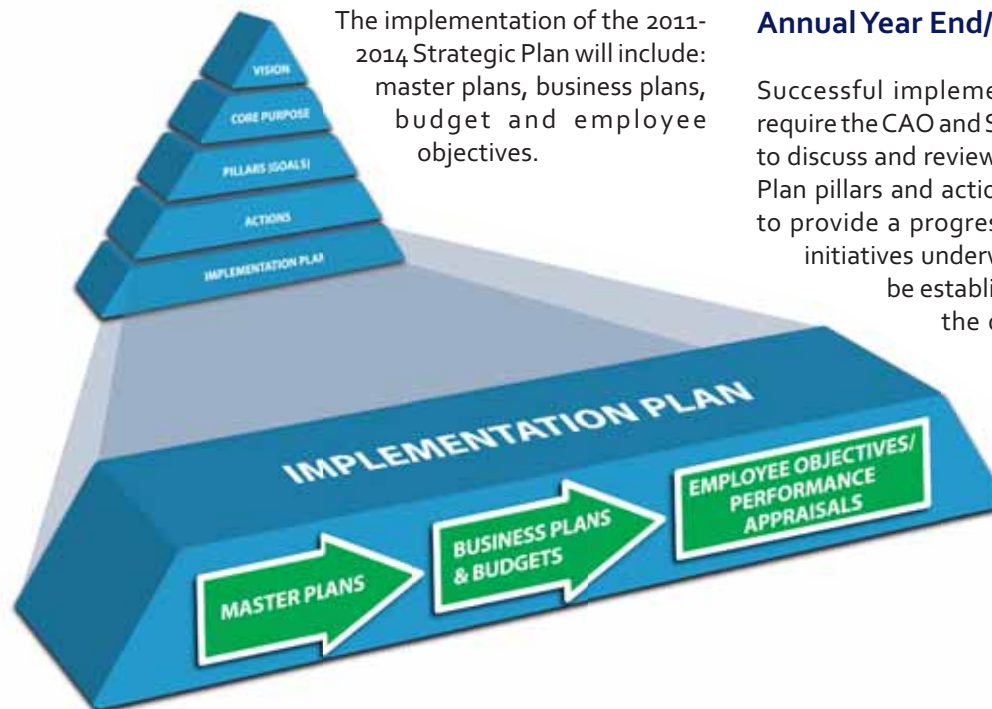 The implementation of the 2011-
2014 Strategic Plan will include:
master plans, business plans,
budget and employee
objectives.
Annual Year End/
Successful impleme
require the CAO and S
to discuss and review
Plan pillars and actio
to provide a progres
initiatives underw
be establi
the
VISION
CORE PURPOSE
PILLARS (GOALS)
ACTIONS
IMPLEMENTATION PLAN
IMPLEMENTATION PLAN
MASTER PLANS
BUSINESS PLANS
& BUDGETS
EMPLOYEE OBJECTIVES/
PERFORMANCE
APPRAISALS